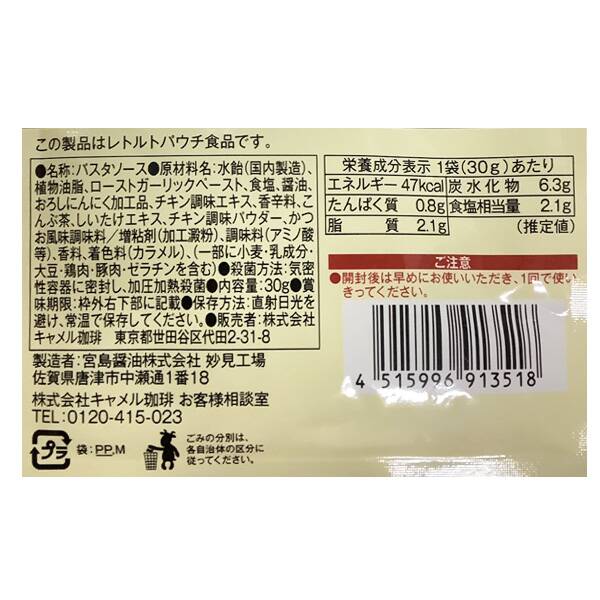 この製品はレトルトパウチ食品です。
●名称:パスタソース●原材料名:水飴(国内製造)、
植物油脂、ローストガーリックペースト、食塩、醤油、
おろしにんにく加工品、チキン調味エキス、香辛料、こ
んぶ茶、しいたけエキス、チキン調味パウダー、かつ
お風味調味料/増粘剤(加工澱粉)、調味料(アミノ酸
等)、香料、着色料(カラメル)、(一部に小麦・乳成分・
大豆・鶏肉・豚肉・ゼラチンを含む)●殺菌方法:気密
性容器に密封し、加圧加熱殺菌●内容量:30g●賞
味期限:枠外右下部に記載●保存方法:直射日光を
避け、常温で保存してください。●販売者:株式会社
キャメル珈琲 東京都世田谷区代田2-31-8
製造者:宮島醤油株式会社 妙見工場
佐賀県唐津市中瀬通1番18
株式会社キャメル珈琲 お客様相談室
TEL:0120-415-023
プラ
袋:PP,M
ごみの分別は、
各自治体の区分に
従ってください。
栄養成分表示 1袋(30g)あたり
エネルギー 47kcal 炭水化物 6.3g
たんぱく質 0.8g 食塩相当量 2.1g
脂質 2.1g (推定値)
ご注意
●開封後は早めにお使いいただき、1回で使い
きってください。
4 515996 913518